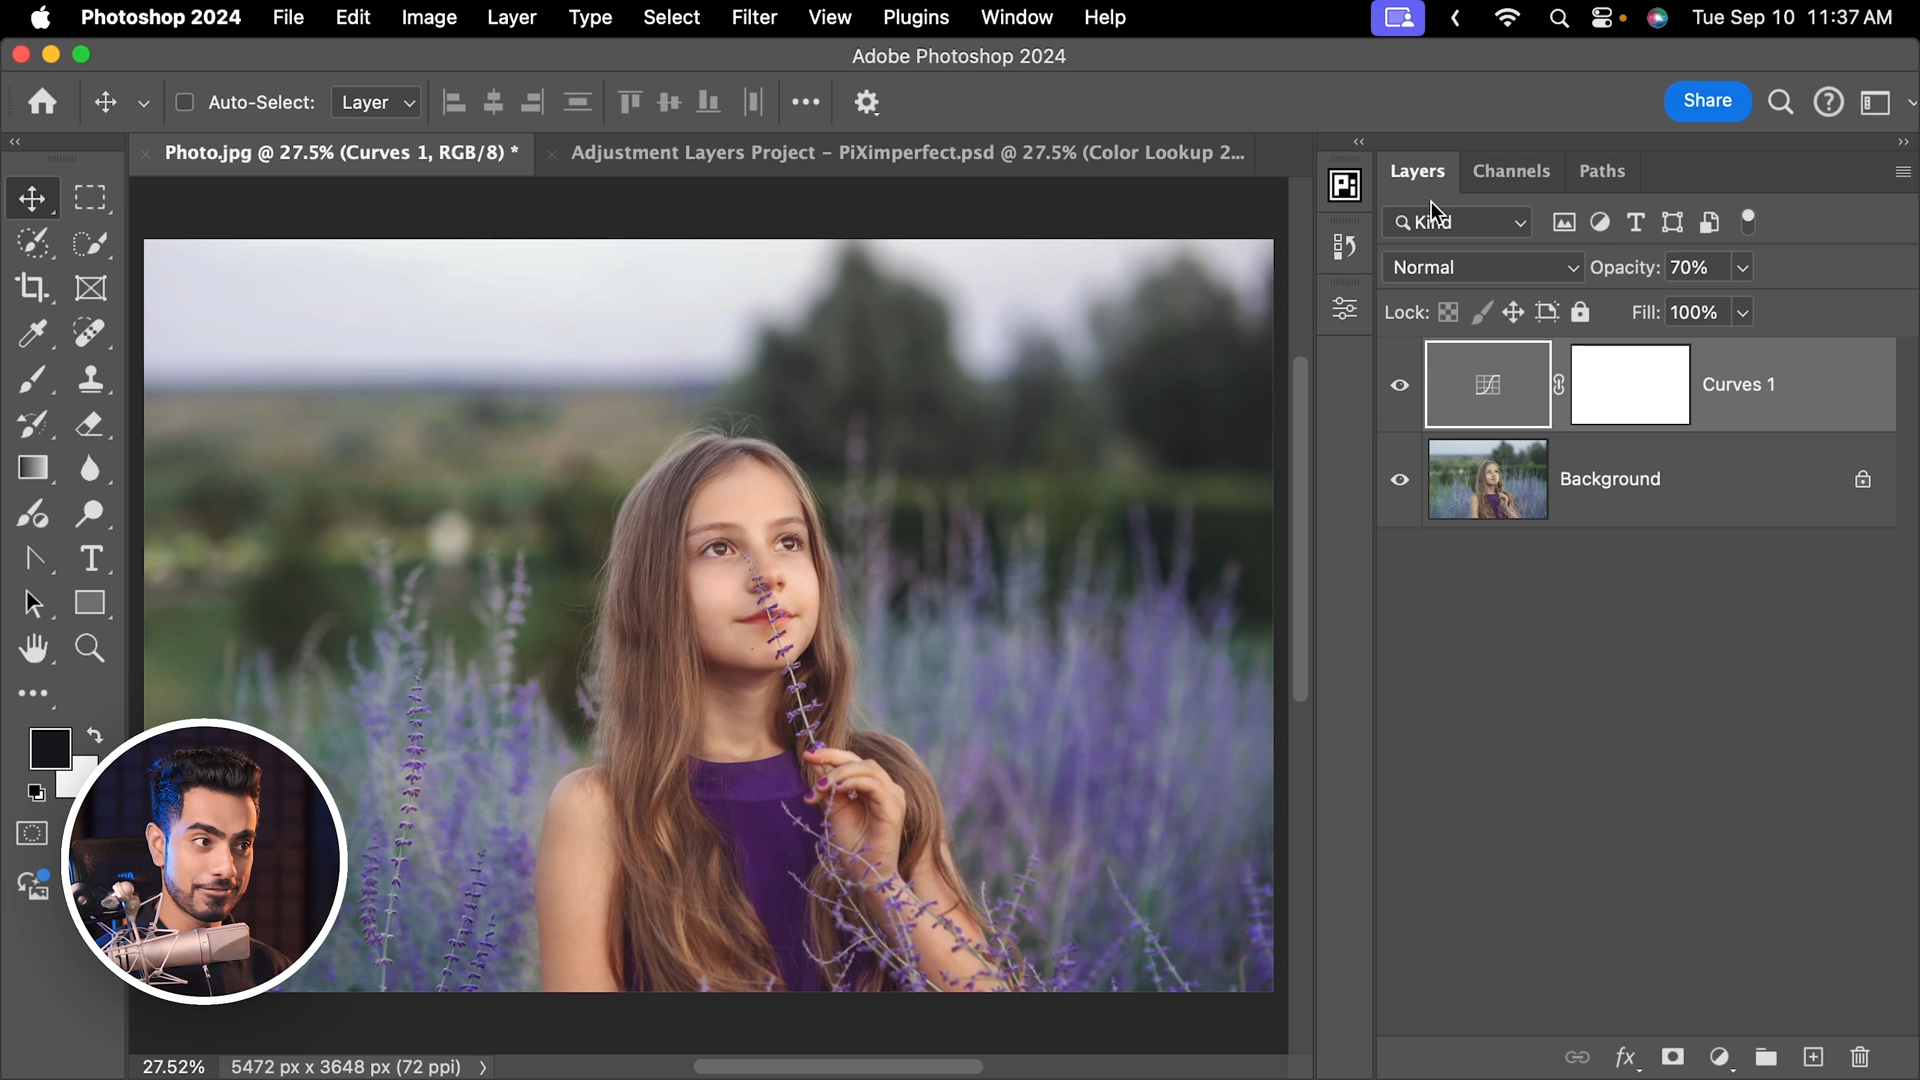 Photoshop 2024 File Edit Image Layer Type Select Filter View Plugins Window Help Tue Sep 10 11:37 AM
Adobe Photoshop 2024
Auto-Select: Layer Share
Photo.jpg @ 27.5% (Curves 1, RGB/8) * Adjustment Layers Project – PiXimperfect.psd @ 27.5% (Color Lookup 2...
Pi
Layers Channels Paths
Kind
Normal Opacity: 70%
Lock: Fill: 100%
Curves 1
Background
fx
27.52% 5472 px x 3648 px (72 ppi)